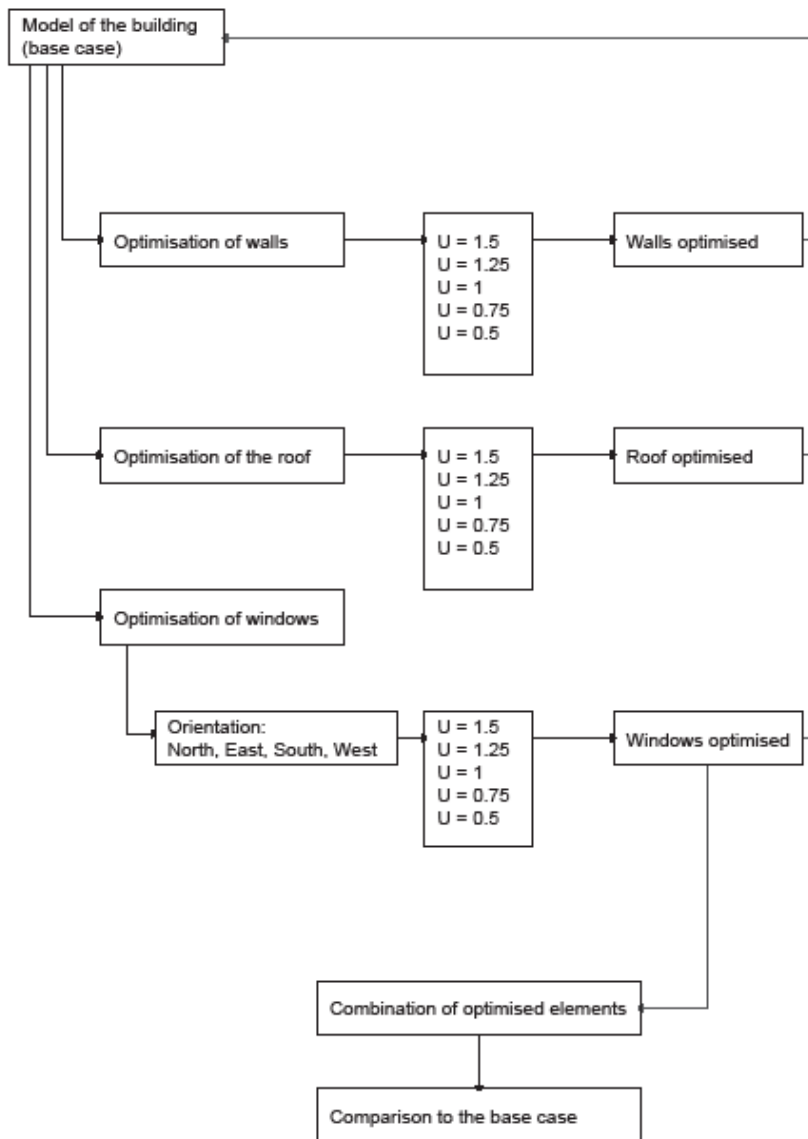 Model of the building
(base case)
Optimisation of walls
U = 1.5
U = 1.25
U = 1
U = 0.75
U = 0.5
Walls optimised
Optimisation of the roof
U = 1.5
U = 1.25
U = 1
U = 0.75
U = 0.5
Roof optimised
Optimisation of windows
Orientation:
North, East, South, West
U = 1.5
U = 1.25
U = 1
U = 0.75
U = 0.5
Windows optimised
Combination of optimised elements
Comparison to the base case